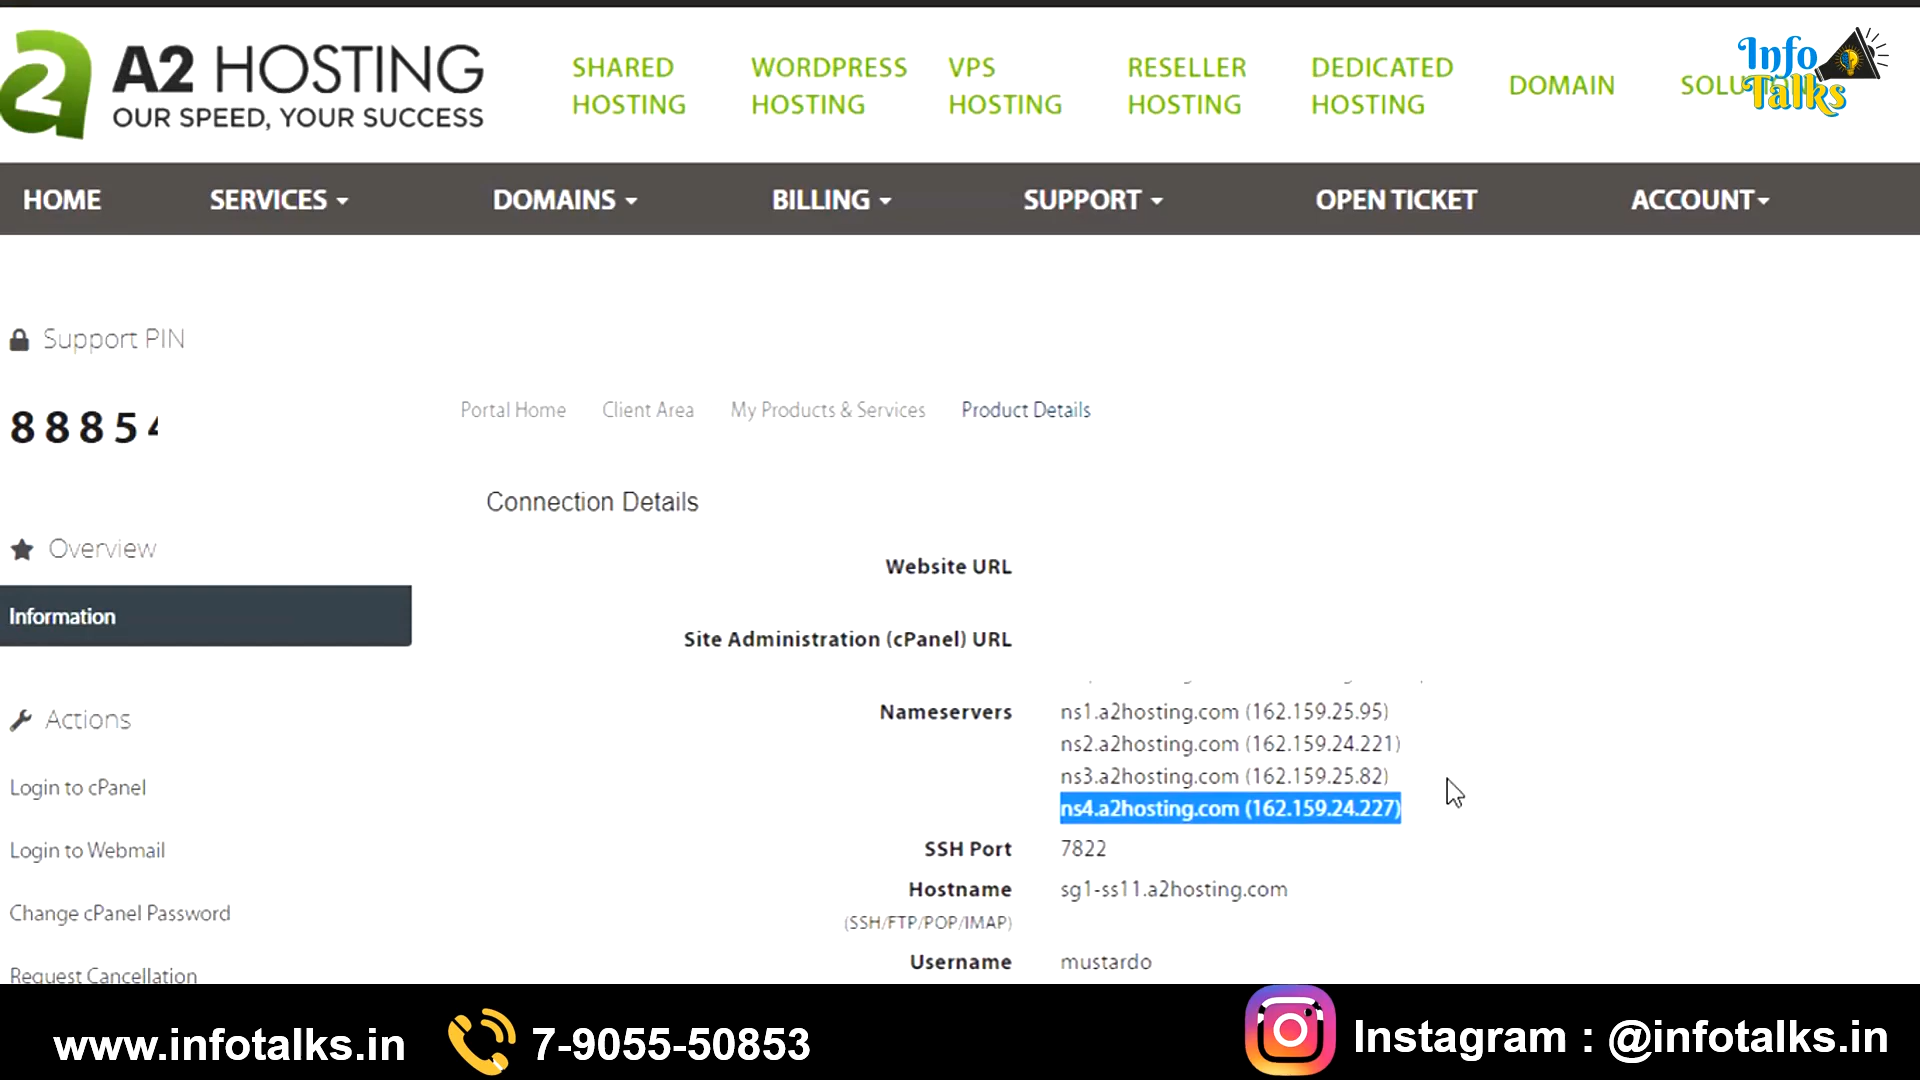 A2 HOSTING
OUR SPEED, YOUR SUCCESS
SHARED HOSTING
WORDPRESS HOSTING
VPS HOSTING
RESELLER HOSTING
DEDICATED HOSTING
DOMAIN
Info
Talks
HOME
SERVICES
DOMAINS
BILLING
SUPPORT
OPEN TICKET
ACCOUNT
Support PIN
8 8 8 5 4
Portal Home
Client Area
My Products & Services
Product Details
Connection Details
Overview
Information
Website URL
Site Administration (cPanel) URL
Actions
Nameservers
ns1.a2hosting.com (162.159.25.95)
ns2.a2hosting.com (162.159.24.221)
ns3.a2hosting.com (162.159.25.82)
ns4.a2hosting.com (162.159.24.227)
Login to cPanel
Login to Webmail
Change cPanel Password
Request Cancellation
SSH Port 7822
Hostname sg1-ss11.a2hosting.com
(SSH/FTP/POP/IMAP)
Username mustardo
www.infotalks.in
7-9055-50853
Instagram : @infotalks.in